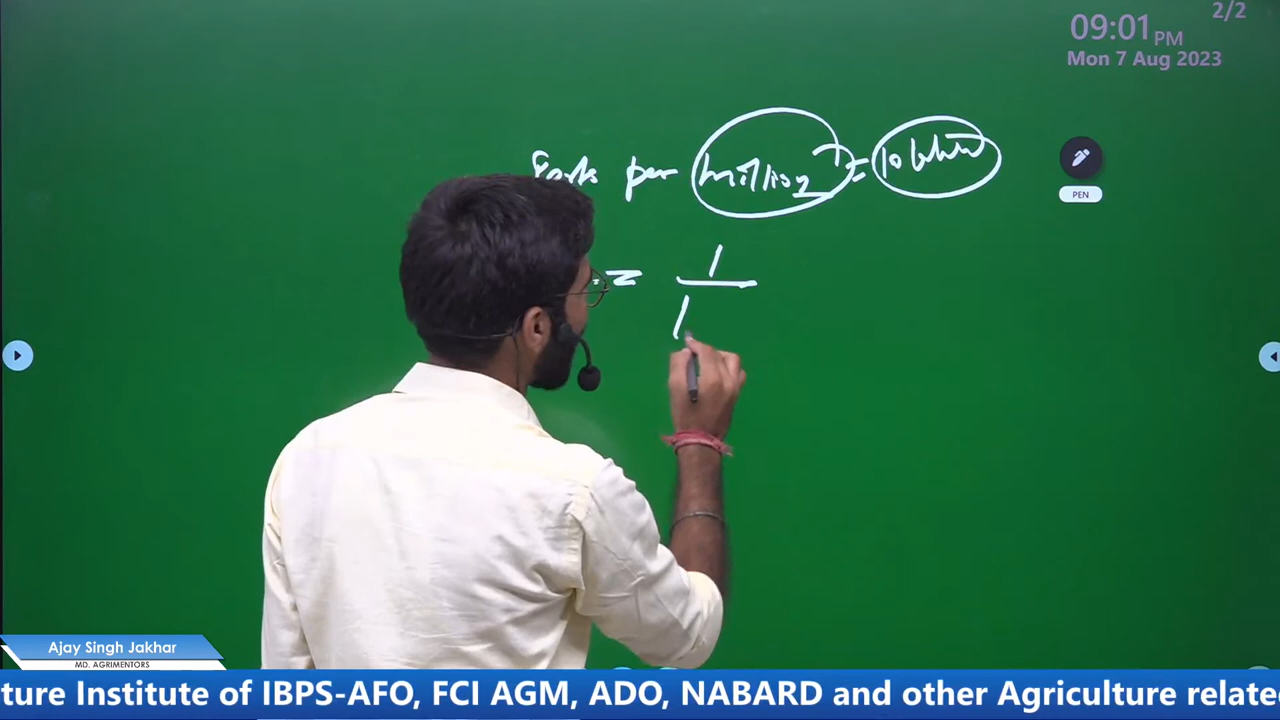 2/2
09:01 PM
Mon 7 Aug 2023
Parts per million = 10 lakh
PEN
= 1
1
Ajay Singh Jakhar
MD. AGRIMENTORS
ture Institute of IBPS-AFO, FCI AGM, ADO, NABARD and other Agriculture relate